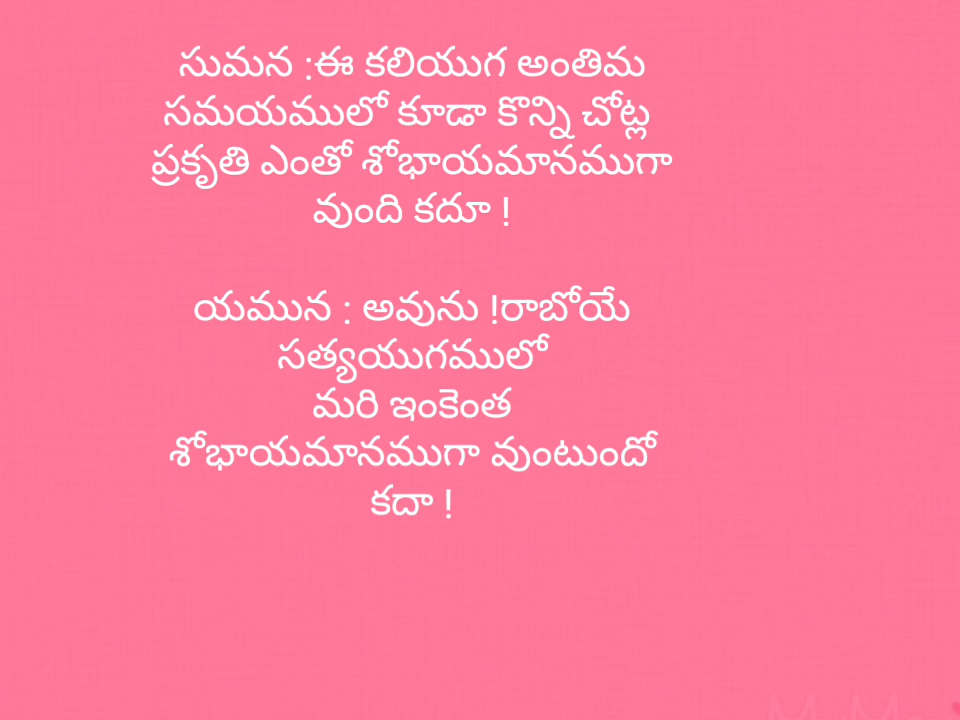 సుమన :ఈ కలియుగ అంతిమ
సమయములో కూడా కొన్ని చోట్ల
ప్రకృతి ఎంతో శోభాయమానముగా
వుంది కదూ !
యమున : అవును !రాబోయే
సత్యయుగములో
మరి ఇంకెంత
శోభాయమానముగా వుంటుందో
కదా !